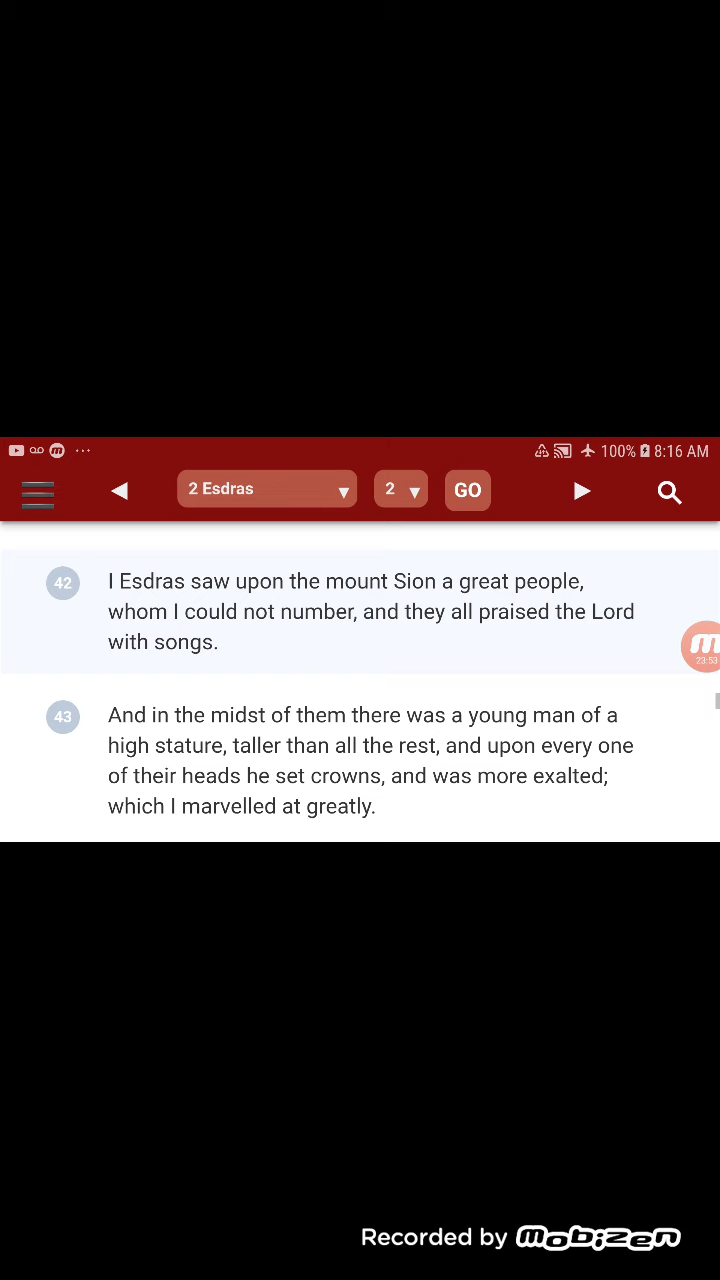 100% 8:16 AM
2 Esdras 2 GO
42 I Esdras saw upon the mount Sion a great people,
whom I could not number, and they all praised the Lord
with songs.
23:53
43 And in the midst of them there was a young man of a
high stature, taller than all the rest, and upon every one
of their heads he set crowns, and was more exalted;
which I marvelled at greatly.
Recorded by mobizen